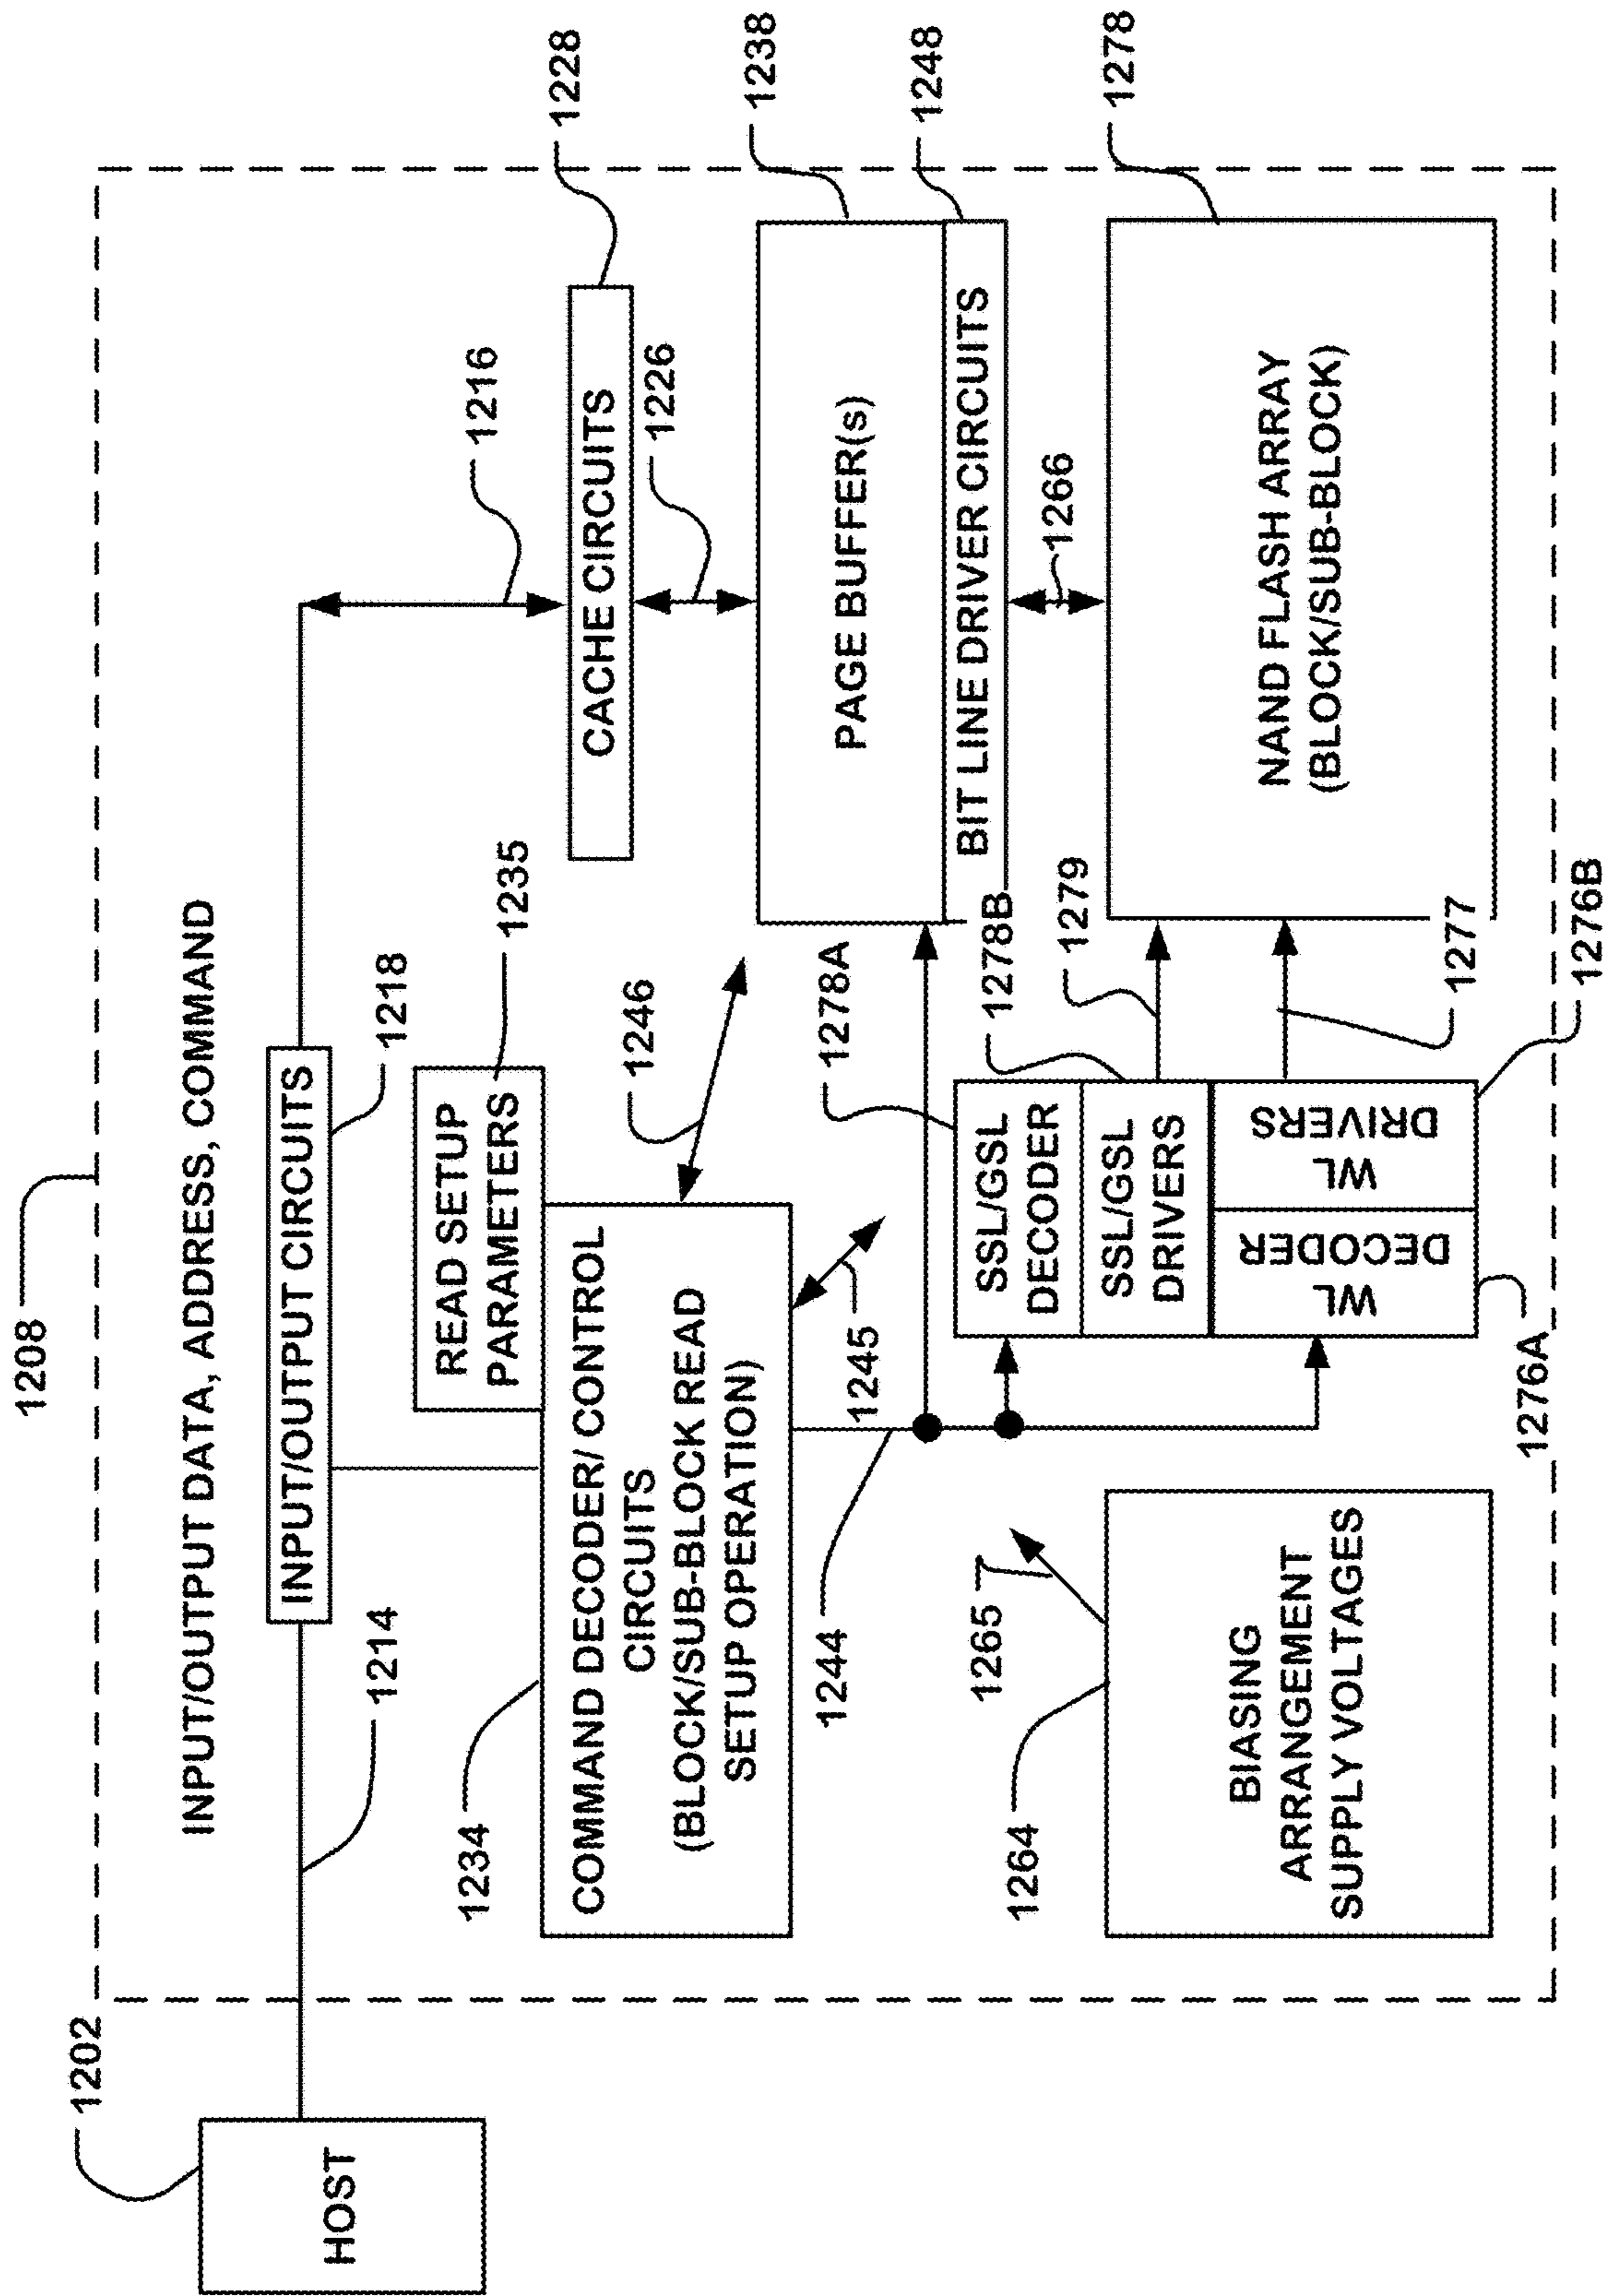 1208
INPUT/OUTPUT DATA, ADDRESS, COMMAND
1202
HOST
1214
INPUT/OUTPUT CIRCUITS
1218
1216
1228
CACHE CIRCUITS
1226
READ SETUP
PARAMETERS
1235
1234
COMMAND DECODER/ CONTROL
CIRCUITS
(BLOCK/SUB-BLOCK READ
SETUP OPERATION)
1246
1245
1244
1238
PAGE BUFFER(s)
1248
BIT LINE DRIVER CIRCUITS
1266
1278A
1278B
SSL/GSL
DECODER
SSL/GSL
DRIVERS
1279
WL
DECODER
WL
DRIVERS
1277
1276A
1276B
1265
1264
BIASING
ARRANGEMENT
SUPPLY VOLTAGES
1278
NAND FLASH ARRAY
(BLOCK/SUB-BLOCK)